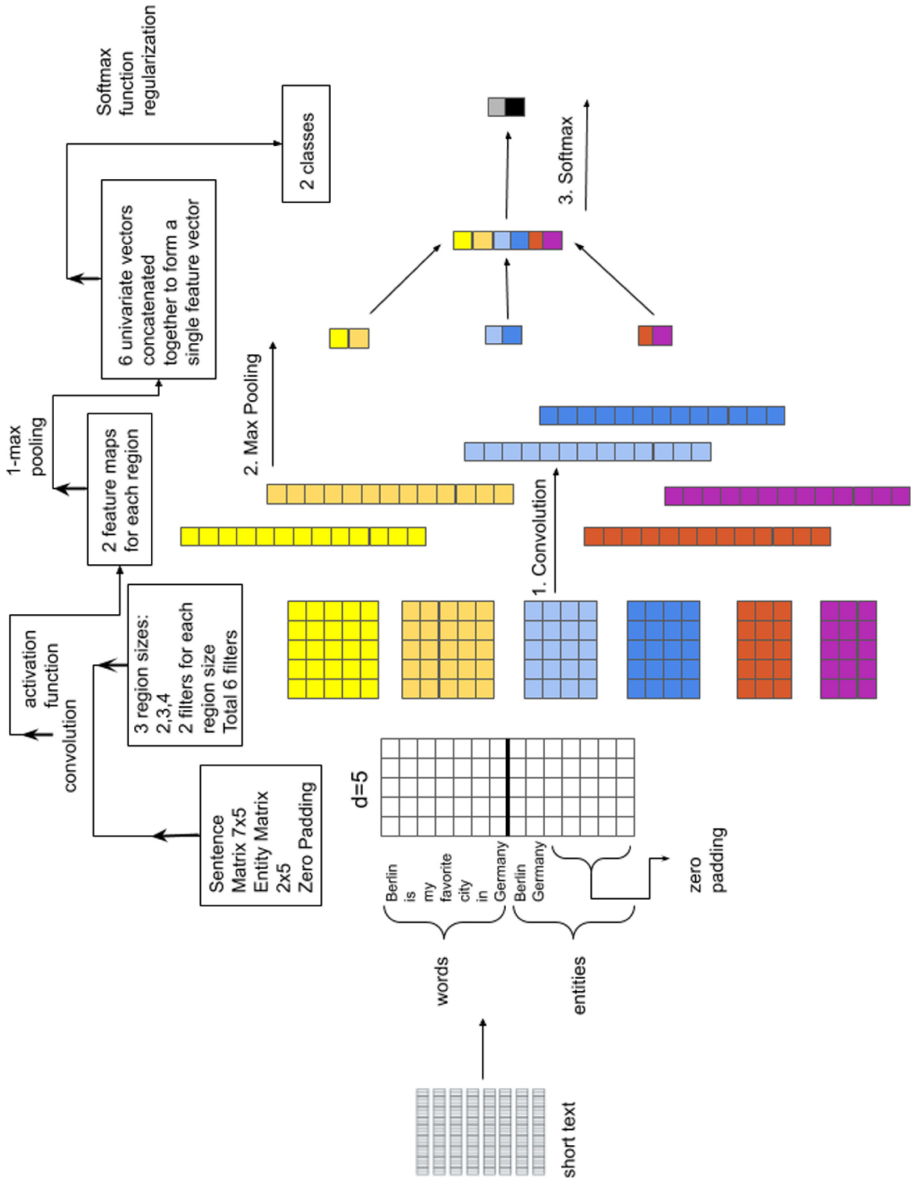 short text
words
entities
Berlin
is
my
favorite
city
in
Germany
Berlin
Germany
zero
padding
d=5
Sentence
Matrix 7x5
Entity Matrix
2x5
Zero Padding
convolution
activation
function
3 region sizes:
2,3,4
2 filters for each
region size
Total 6 filters
2 feature maps
for each region
1-max
pooling
6 univariate vectors
concatenated
together to form a
single feature vector
Softmax
function
regularization
2 classes
1. Convolution
2. Max Pooling
3. Softmax